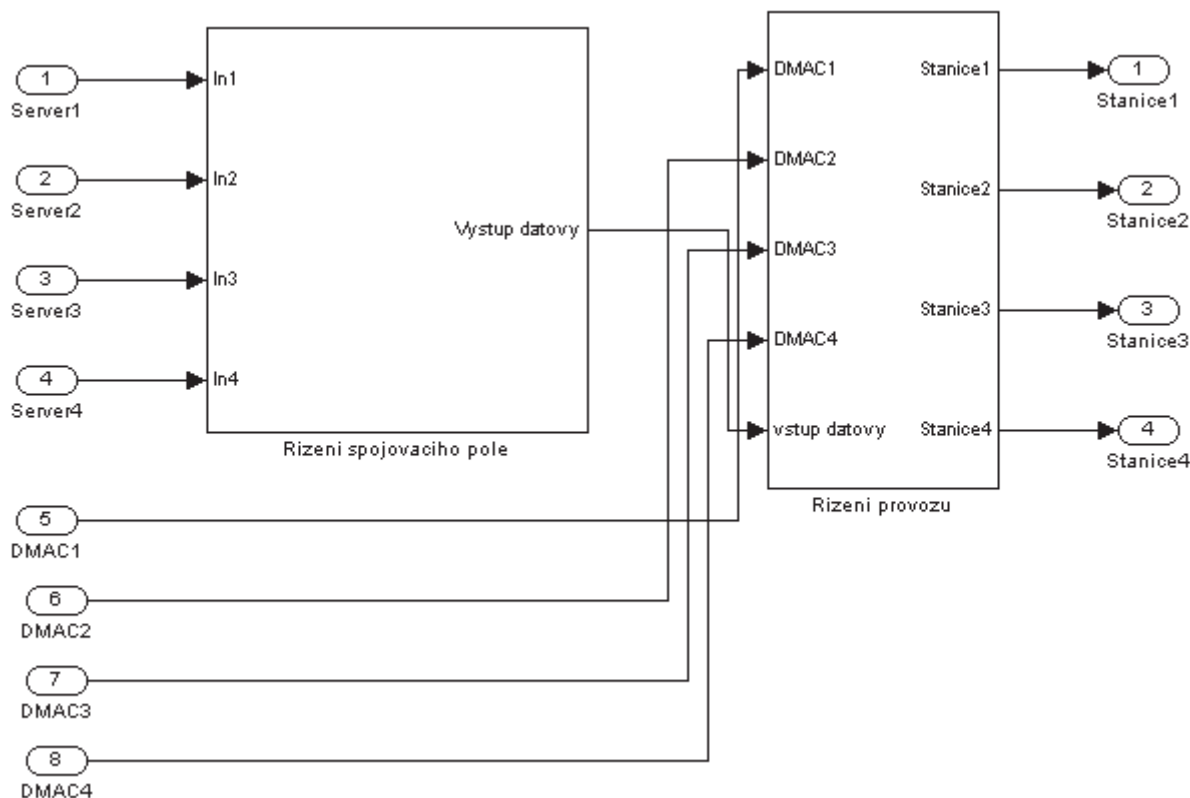 1
Server1
2
Server2
3
Server3
4
Server4
In1
In2
In3
In4
Vystup datovy
Rizeni spojovaciho pole
5
DMAC1
6
DMAC2
7
DMAC3
8
DMAC4
DMAC1
DMAC2
DMAC3
DMAC4
vstup datovy
Stanice1
Stanice2
Stanice3
Stanice4
Rizeni provozu
1
Stanice1
2
Stanice2
3
Stanice3
4
Stanice4